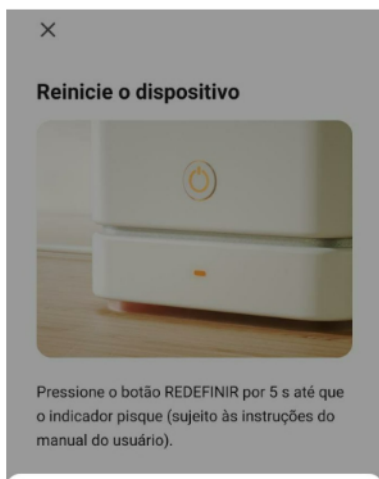 Reinicie o dispositivo
Pressione o botão REDEFINIR por 5 s até que
o indicador pisque (sujeito às instruções do
manual do usuário).